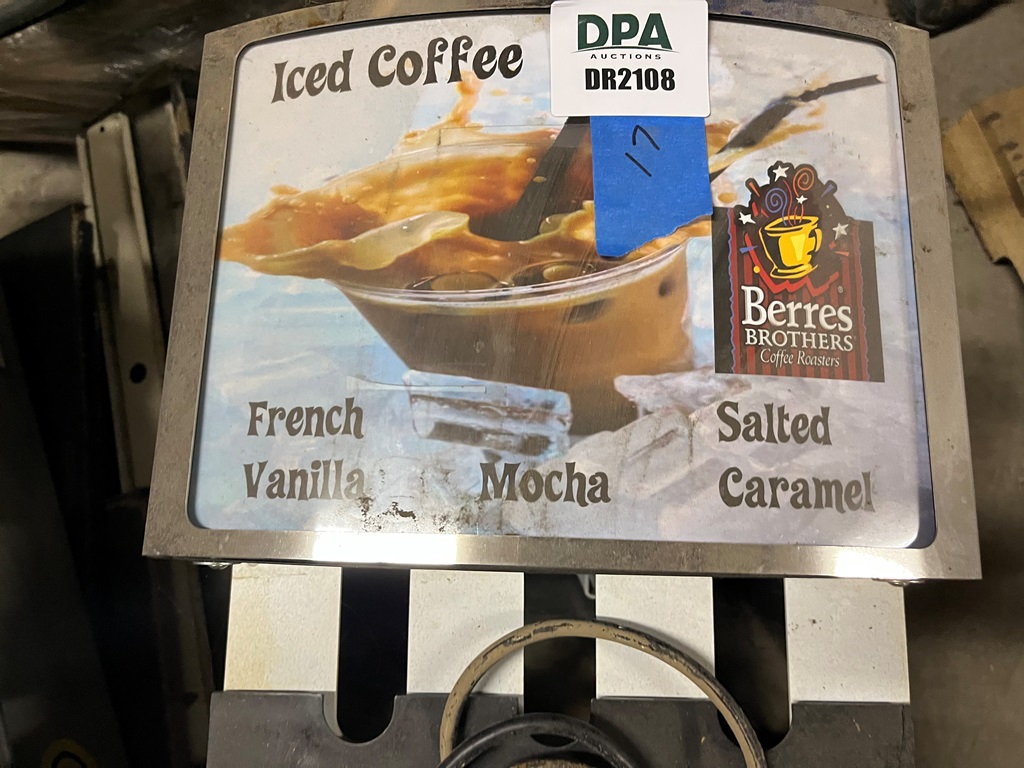 Iced Coffee
DPA
AUCTIONS
DR2108
17
Berres
BROTHERS
Coffee Roasters
French
Vanilla
Mocha
Salted
Caramel